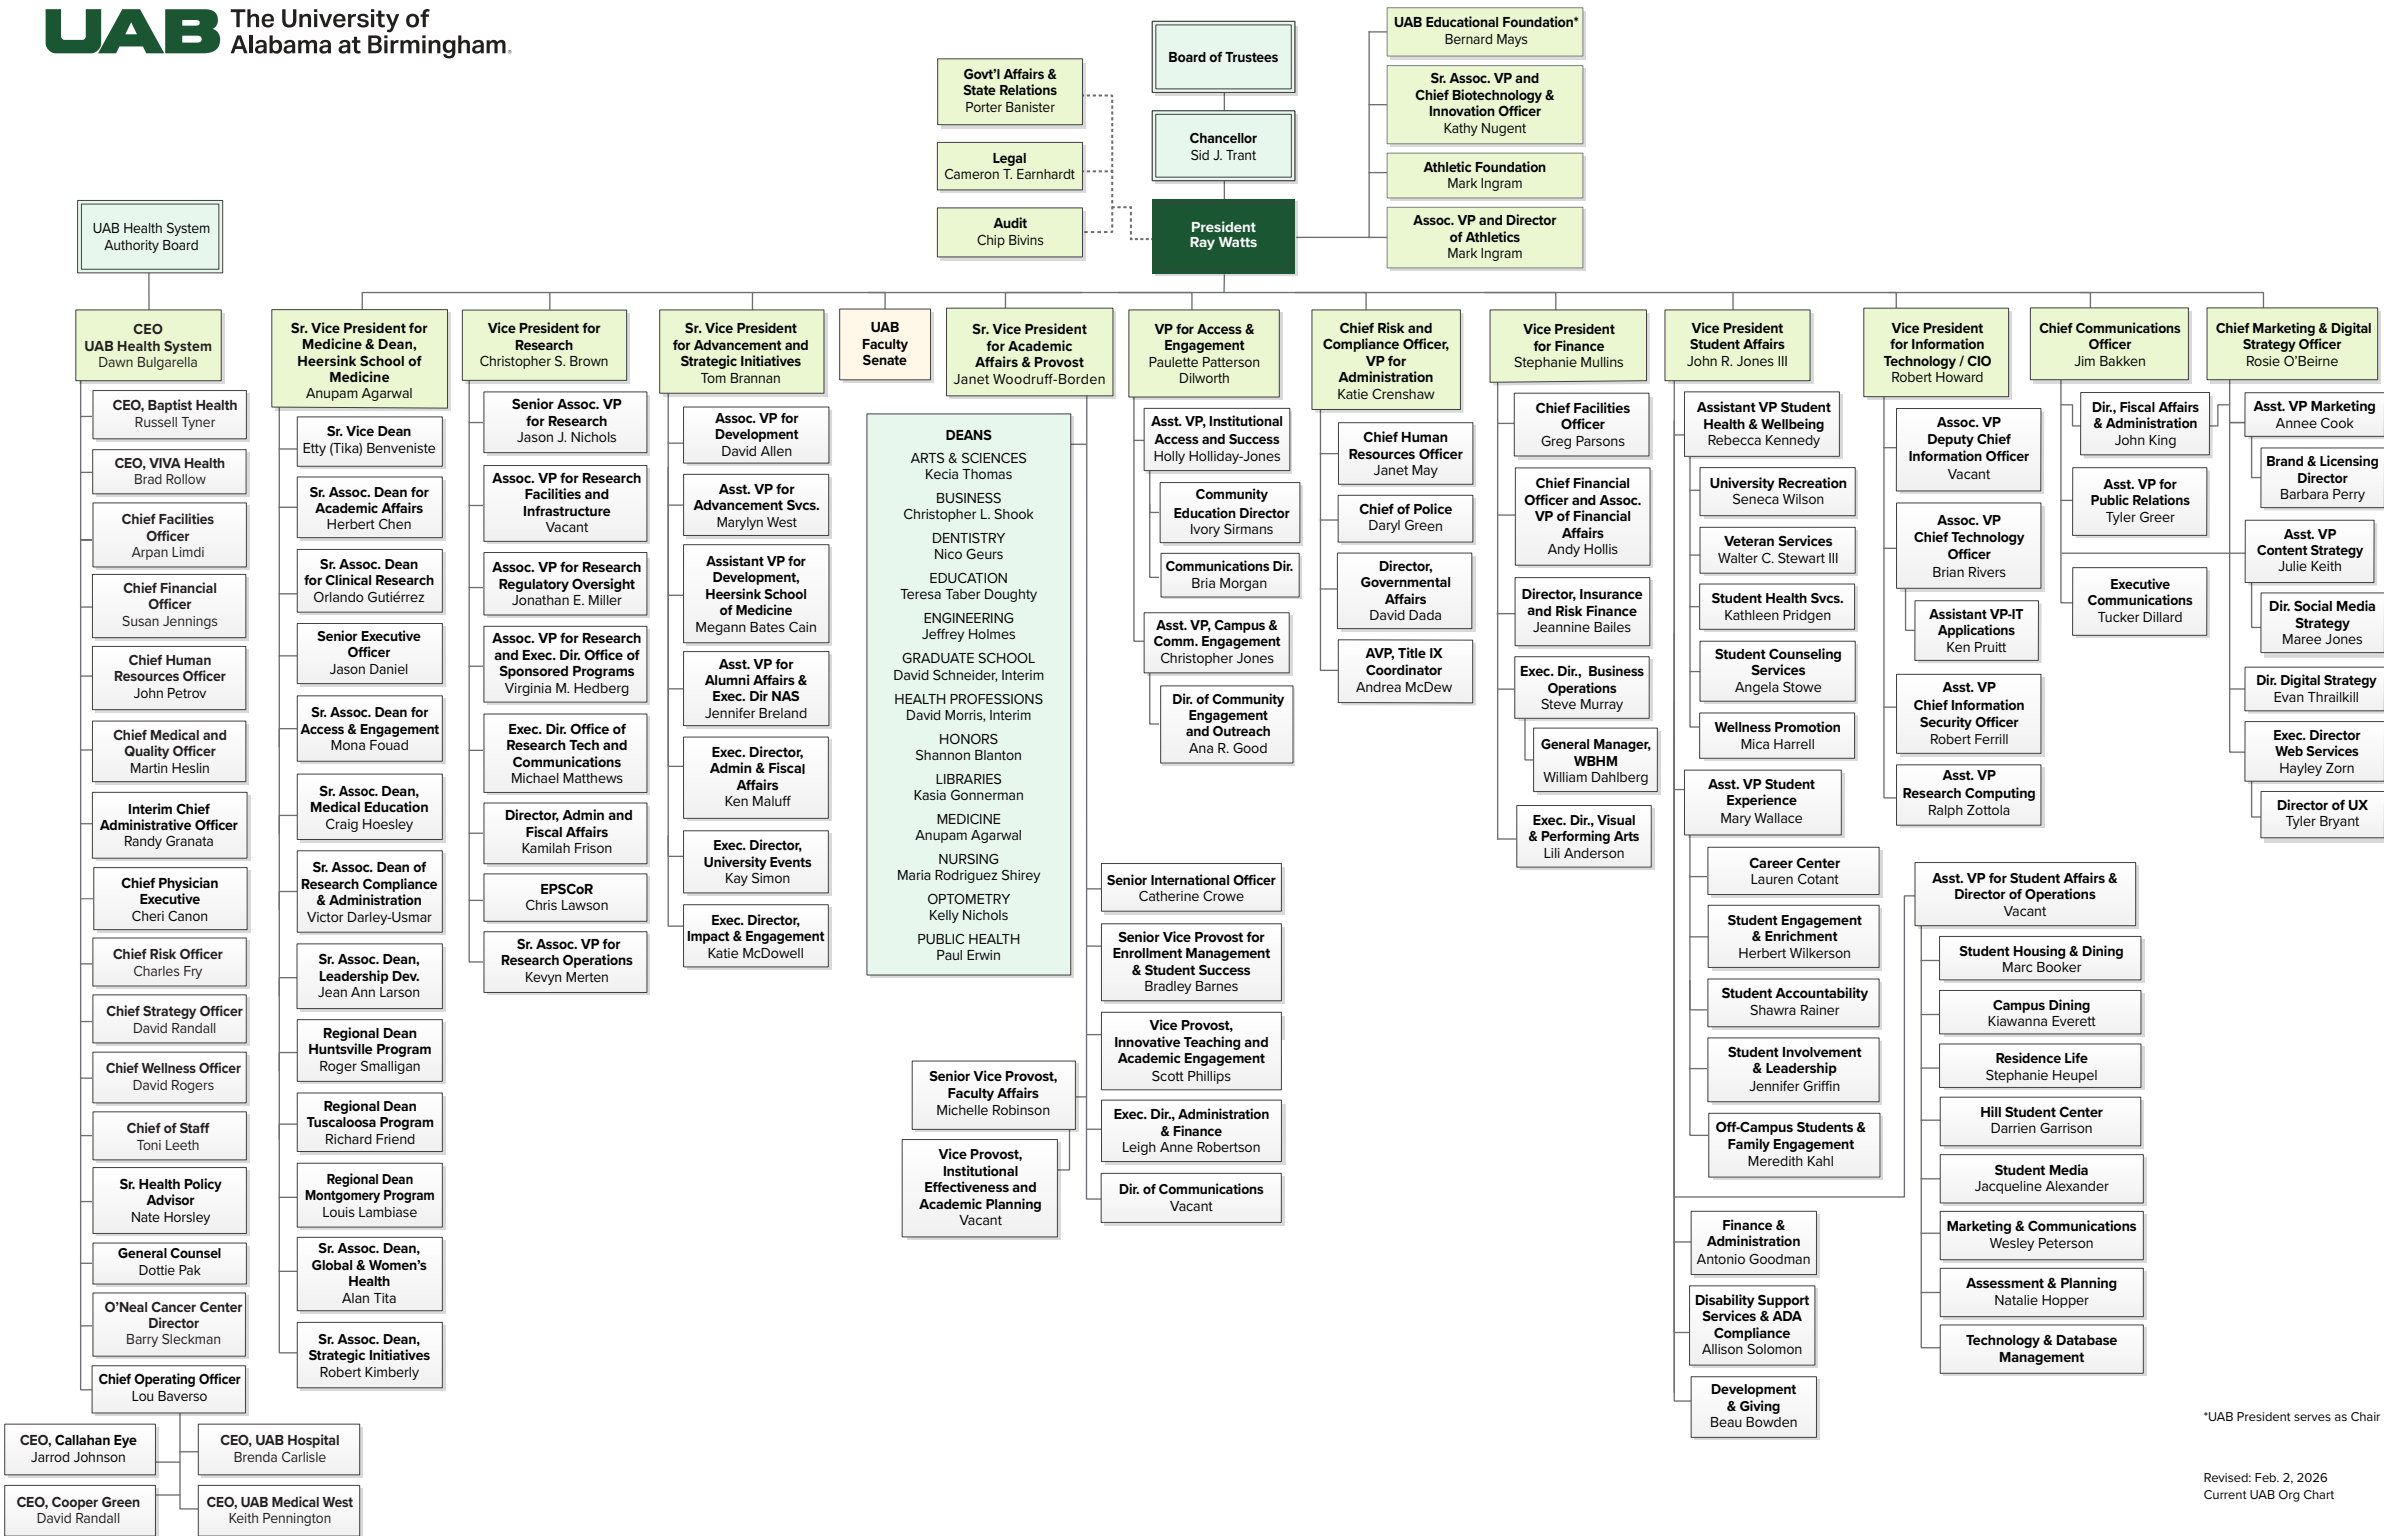 UAB
The University of
Alabama at Birmingham.
Board of Trustees
Chancellor
Sid J. Trant
President
Ray Watts
Govt'l Affairs &
State Relations
Porter Banister
Legal
Cameron T. Earnhardt
Audit
Chip Bivins
UAB Educational Foundation*
Bernard Mays
Sr. Assoc. VP and
Chief Biotechnology &
Innovation Officer
Kathy Nugent
Athletic Foundation
Mark Ingram
Assoc. VP and Director
of Athletics
Mark Ingram
UAB Health System
Authority Board
CEO
UAB Health System
Dawn Bulgarella
CEO, Baptist Health
Russell Tyner
CEO, VIVA Health
Brad Rollow
Chief Facilities
Officer
Arpan Limdi
Chief Financial
Officer
Susan Jennings
Chief Human
Resources Officer
John Petrov
Chief Medical and
Quality Officer
Martin Heslin
Interim Chief
Administrative Officer
Randy Granata
Chief Physician
Executive
Cheri Canon
Chief Risk Officer
Charles Fry
Chief Strategy Officer
David Randall
Chief Wellness Officer
David Rogers
Chief of Staff
Toni Leeth
Sr. Health Policy
Advisor
Nate Horsley
General Counsel
Dottie Pak
O'Neal Cancer Center
Director
Barry Sleckman
Chief Operating Officer
Lou Baverso
CEO, Callahan Eye
Jarrod Johnson
CEO, UAB Hospital
Brenda Carlisle
CEO, Cooper Green
David Randall
CEO, UAB Medical West
Keith Pennington
Sr. Vice President for
Medicine & Dean,
Heersink School of
Medicine
Anupam Agarwal
Sr. Vice Dean
Etty (Tika) Benveniste
Sr. Assoc. Dean for
Academic Affairs
Herbert Chen
Sr. Assoc. Dean
for Clinical Research
Orlando Gutiérrez
Senior Executive
Officer
Jason Daniel
Sr. Assoc. Dean for
Access & Engagement
Mona Fouad
Sr. Assoc. Dean,
Medical Education
Craig Hoesley
Sr. Assoc. Dean of
Research Compliance
& Administration
Victor Darley-Usmar
Sr. Assoc. Dean,
Leadership Dev.
Jean Ann Larson
Regional Dean
Huntsville Program
Roger Smalligan
Regional Dean
Tuscaloosa Program
Richard Friend
Regional Dean
Montgomery Program
Louis Lambiase
Sr. Assoc. Dean,
Global & Women's
Health
Alan Tita
Sr. Assoc. Dean,
Strategic Initiatives
Robert Kimberly
Vice President for
Research
Christopher S. Brown
Senior Assoc. VP
for Research
Jason J. Nichols
Assoc. VP for Research
Facilities and
Infrastructure
Vacant
Assoc. VP for Research
Regulatory Oversight
Jonathan E. Miller
Assoc. VP for Research
and Exec. Dir. Office of
Sponsored Programs
Virginia M. Hedberg
Exec. Dir. Office of
Research Tech and
Communications
Michael Matthews
Director, Admin and
Fiscal Affairs
Kamilah Frison
EPSCoR
Chris Lawson
Sr. Assoc. VP for
Research Operations
Kevyn Merten
Sr. Vice President
for Advancement and
Strategic Initiatives
Tom Brannan
Assoc. VP for
Development
David Allen
Asst. VP for
Advancement Svcs.
Marylyn West
Assistant VP for
Development,
Heersink School
of Medicine
Megann Bates Cain
Asst. VP for
Alumni Affairs &
Exec. Dir NAS
Jennifer Breland
Exec. Director,
Admin & Fiscal
Affairs
Ken Maluff
Exec. Director,
University Events
Kay Simon
Exec. Director,
Impact & Engagement
Katie McDowell
UAB
Faculty
Senate
Sr. Vice President
for Academic
Affairs & Provost
Janet Woodruff-Borden
DEANS
ARTS & SCIENCES
Kecia Thomas
BUSINESS
Christopher L. Shook
DENTISTRY
Nico Geurs
EDUCATION
Teresa Taber Doughty
ENGINEERING
Jeffrey Holmes
GRADUATE SCHOOL
David Schneider, Interim
HEALTH PROFESSIONS
David Morris, Interim
HONORS
Shannon Blanton
LIBRARIES
Kasia Gonnerman
MEDICINE
Anupam Agarwal
NURSING
Maria Rodriguez Shirey
OPTOMETRY
Kelly Nichols
PUBLIC HEALTH
Paul Erwin
Senior International Officer
Catherine Crowe
Senior Vice Provost for
Enrollment Management
& Student Success
Bradley Barnes
Vice Provost,
Innovative Teaching and
Academic Engagement
Scott Phillips
Senior Vice Provost,
Faculty Affairs
Michelle Robinson
Exec. Dir., Administration
& Finance
Leigh Anne Robertson
Vice Provost,
Institutional
Effectiveness and
Academic Planning
Vacant
Dir. of Communications
Vacant
VP for Access &
Engagement
Paulette Patterson
Dilworth
Asst. VP, Institutional
Access and Success
Holly Holliday-Jones
Community
Education Director
Ivory Sirmans
Communications Dir.
Bria Morgan
Asst. VP, Campus &
Comm. Engagement
Christopher Jones
Dir. of Community
Engagement
and Outreach
Ana R. Good
Chief Risk and
Compliance Officer,
VP for
Administration
Katie Crenshaw
Chief Human
Resources Officer
Janet May
Chief of Police
Daryl Green
Director,
Governmental
Affairs
David Dada
AVP, Title IX
Coordinator
Andrea McDew
Vice President
for Finance
Stephanie Mullins
Chief Facilities
Officer
Greg Parsons
Chief Financial
Officer and Assoc.
VP of Financial
Affairs
Andy Hollis
Director, Insurance
and Risk Finance
Jeannine Bailes
Exec. Dir., Business
Operations
Steve Murray
General Manager,
WBHM
William Dahlberg
Exec. Dir., Visual
& Performing Arts
Lili Anderson
Vice President
Student Affairs
John R. Jones III
Assistant VP Student
Health & Wellbeing
Rebecca Kennedy
University Recreation
Seneca Wilson
Veteran Services
Walter C. Stewart III
Student Health Svcs.
Kathleen Pridgen
Student Counseling
Services
Angela Stowe
Wellness Promotion
Mica Harrell
Asst. VP Student
Experience
Mary Wallace
Career Center
Lauren Cotant
Student Engagement
& Enrichment
Herbert Wilkerson
Student Accountability
Shawra Rainer
Student Involvement
& Leadership
Jennifer Griffin
Off-Campus Students &
Family Engagement
Meredith Kahl
Finance &
Administration
Antonio Goodman
Disability Support
Services & ADA
Compliance
Allison Solomon
Development
& Giving
Beau Bowden
Asst. VP for Student Affairs &
Director of Operations
Vacant
Student Housing & Dining
Marc Booker
Campus Dining
Kiawanna Everett
Residence Life
Stephanie Heupel
Hill Student Center
Darrien Garrison
Student Media
Jacqueline Alexander
Marketing & Communications
Wesley Peterson
Assessment & Planning
Natalie Hopper
Technology & Database
Management
Vice President
for Information
Technology / CIO
Robert Howard
Assoc. VP
Deputy Chief
Information Officer
Vacant
Assoc. VP
Chief Technology
Officer
Brian Rivers
Assistant VP-IT
Applications
Ken Pruitt
Asst. VP
Chief Information
Security Officer
Robert Ferrill
Asst. VP
Research Computing
Ralph Zottola
Chief Communications
Officer
Jim Bakken
Dir., Fiscal Affairs
& Administration
John King
Asst. VP for
Public Relations
Tyler Greer
Executive
Communications
Tucker Dillard
Chief Marketing & Digital
Strategy Officer
Rosie O'Beirne
Asst. VP Marketing
Annee Cook
Brand & Licensing
Director
Barbara Perry
Asst. VP
Content Strategy
Julie Keith
Dir. Social Media
Strategy
Maree Jones
Dir. Digital Strategy
Evan Thrailkill
Exec. Director
Web Services
Hayley Zorn
Director of UX
Tyler Bryant
*UAB President serves as Chair
Revised: Feb. 2, 2026
Current UAB Org Chart